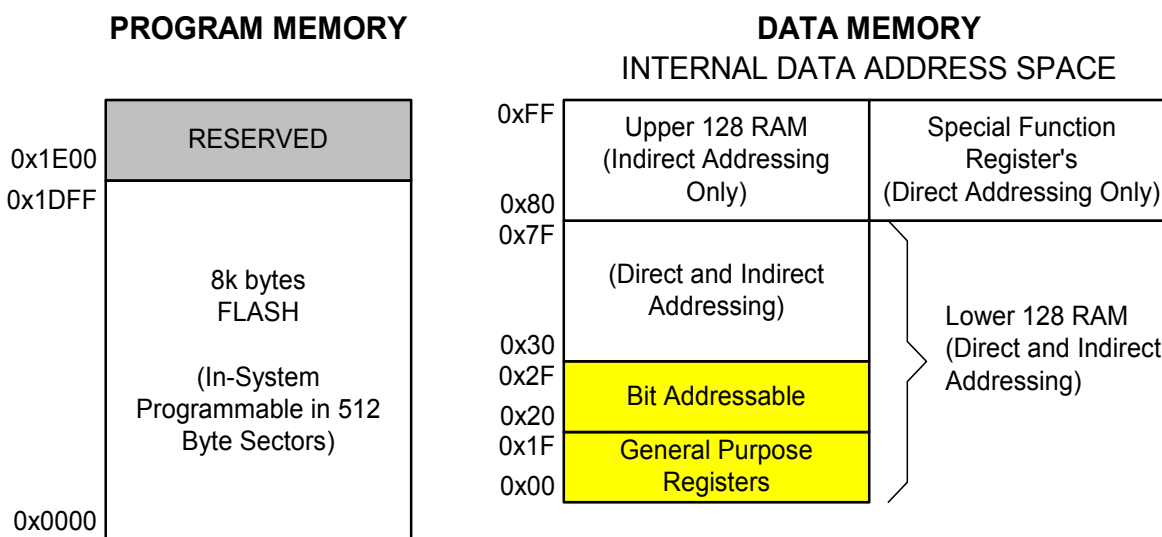 PROGRAM MEMORY
RESERVED
0x1E00
0x1DFF
8k bytes
FLASH
(In-System
Programmable in 512
Byte Sectors)
0x0000
DATA MEMORY
INTERNAL DATA ADDRESS SPACE
0xFF
Upper 128 RAM
(Indirect Addressing
Only)
0x80
Special Function
Register's
(Direct Addressing Only)
0x7F
(Direct and Indirect
Addressing)
0x30
0x2F
Bit Addressable
0x20
0x1F
General Purpose
Registers
0x00
Lower 128 RAM
(Direct and Indirect
Addressing)